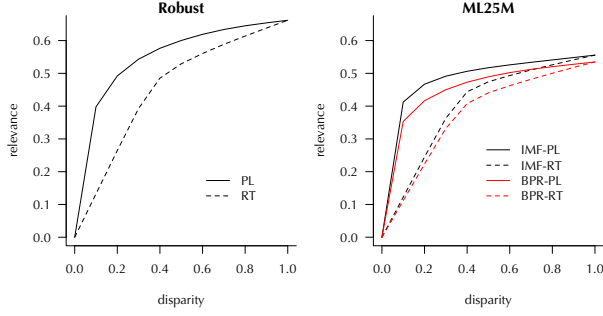 Robust
relevance
0.6
0.5
0.4
0.3
0.2
0.1
0.0
PL
RT
0.0 0.2 0.4 0.6 0.8 1.0
disparity
ML25M
relevance
0.6
0.5
0.4
0.3
0.2
0.1
0.0
IMF-PL
IMF-RT
BPR-PL
BPR-RT
0.0 0.2 0.4 0.6 0.8 1.0
disparity